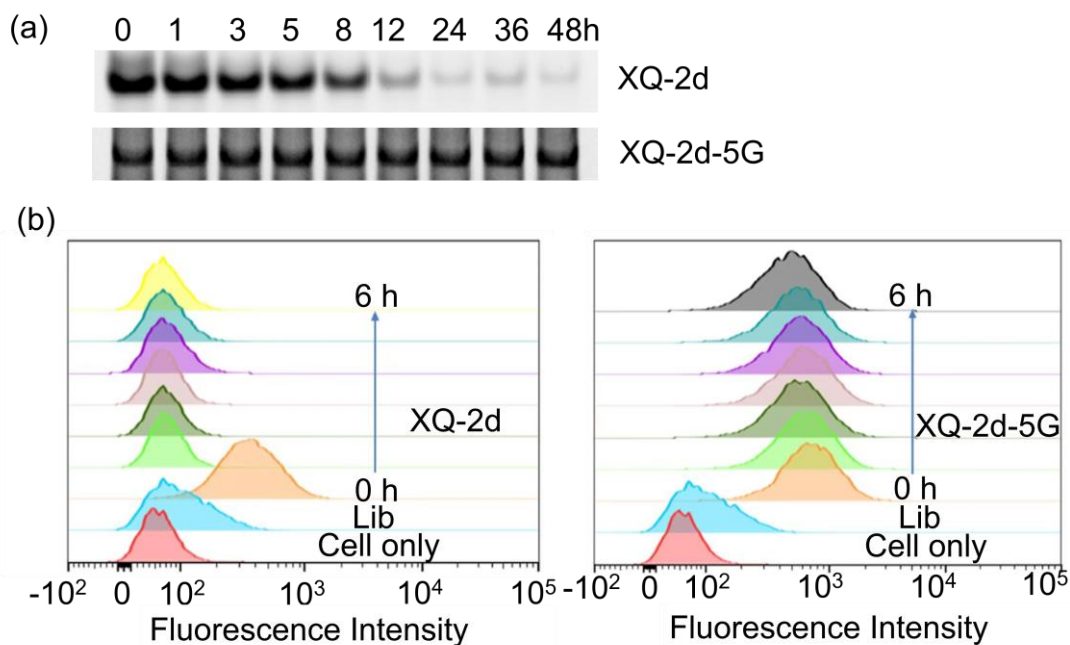 (a) 0 1 3 5 8 12 24 36 48h
XQ-2d
XQ-2d-5G
(b)
6 h
XQ-2d
0 h
Lib
Cell only
-10² 0 10² 10³ 10⁴ 10⁵
Fluorescence Intensity
6 h
XQ-2d-5G
0 h
Lib
Cell only
-10² 0 10² 10³ 10⁴ 10⁵
Fluorescence Intensity